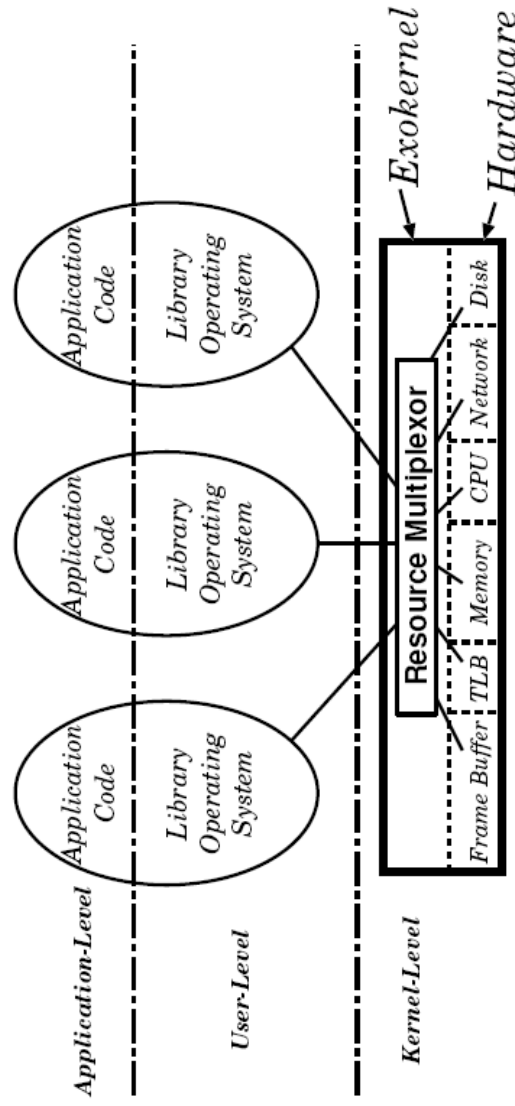 Application-Level
Application
Code
Application
Code
Application
Code
User-Level
Library
Operating
System
Library
Operating
System
Library
Operating
System
Kernel-Level
Resource Multiplexor
Exokernel
Frame Buffer
TLB
Memory
CPU
Network
Disk
Hardware